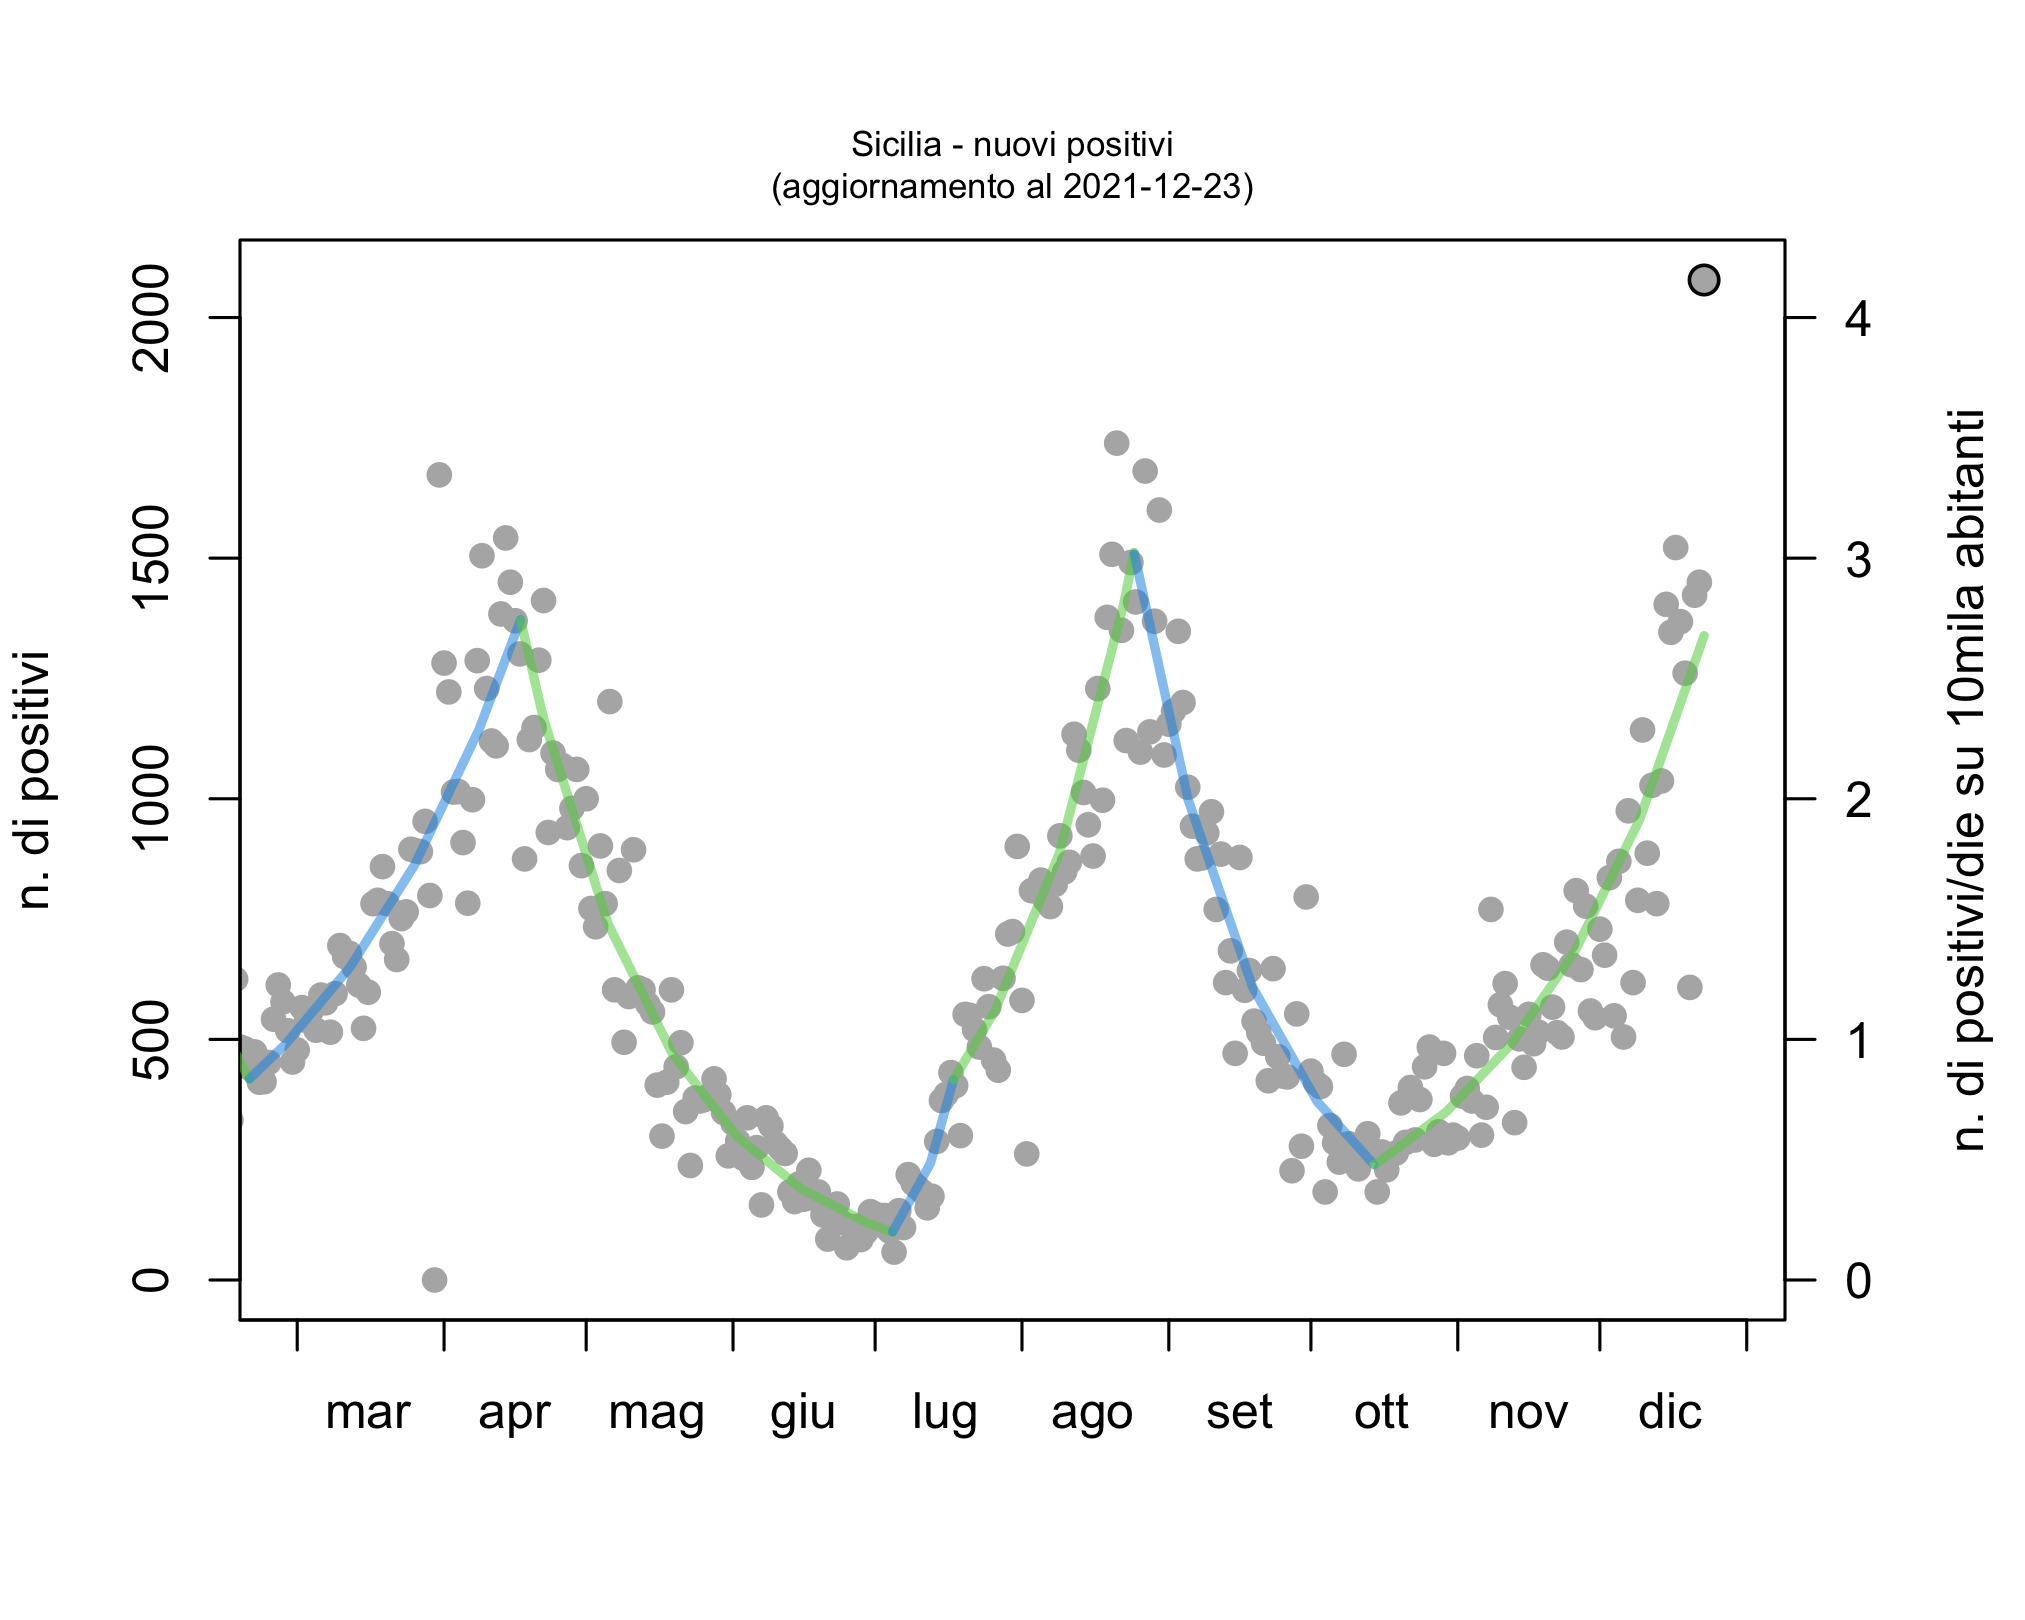 Sicilia - nuovi positivi
(aggiornamento al 2021-12-23)
n. di positivi
2000
1500
1000
500
0
4
3
2
1
0
n. di positivi/die su 10mila abitanti
mar apr mag giu lug ago set ott nov dic